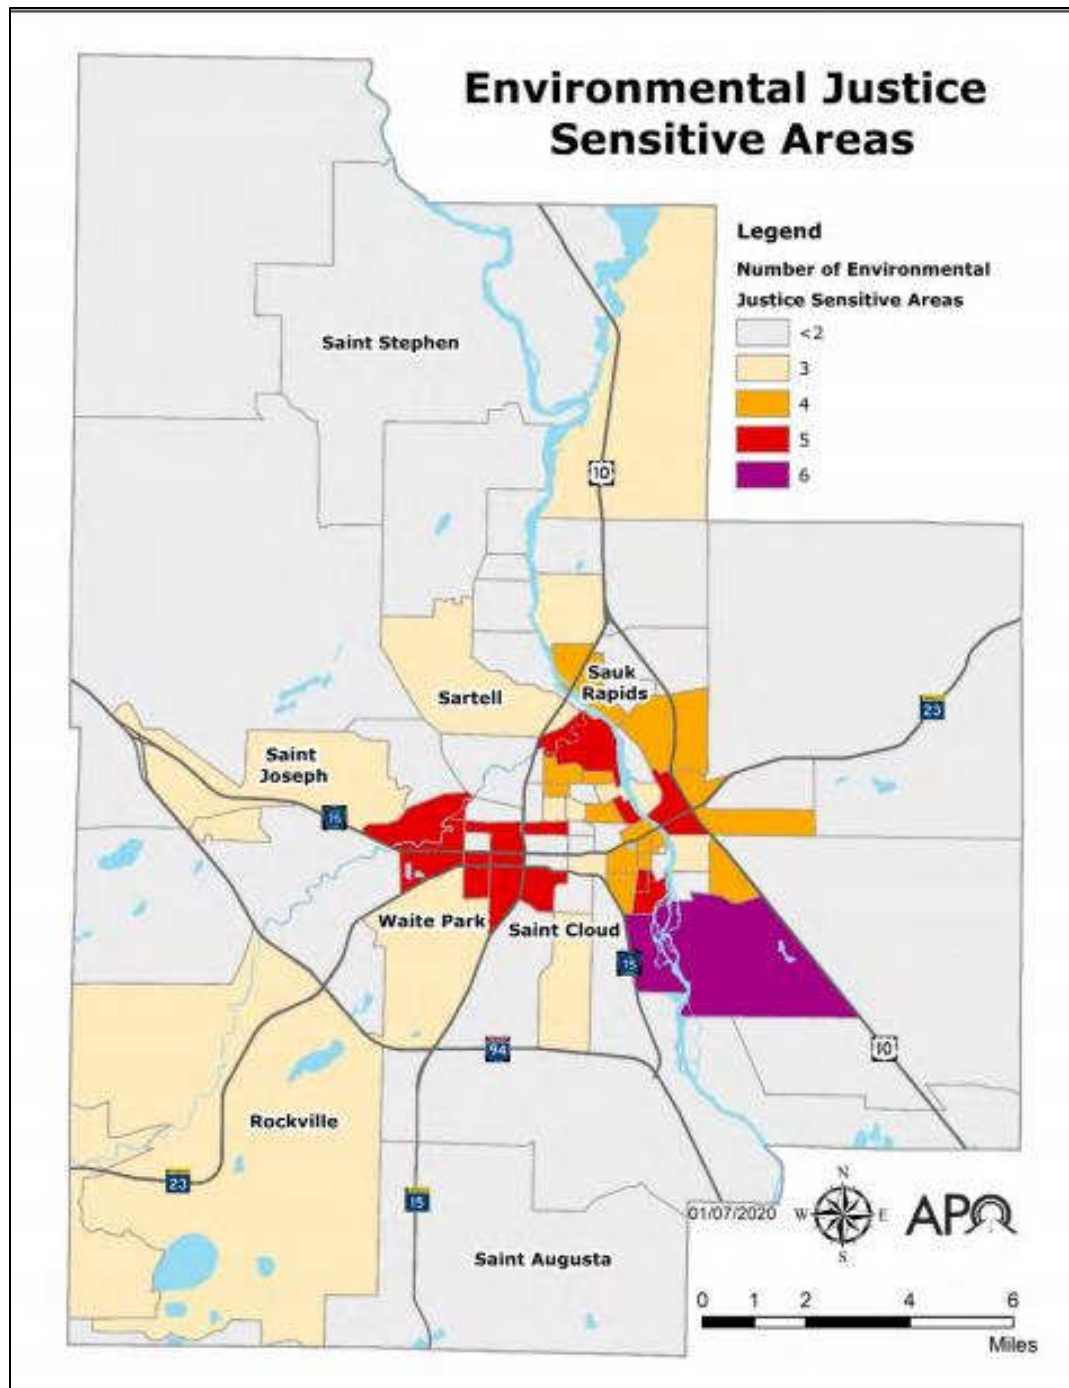 Environmental Justice
Sensitive Areas
Legend
Number of Environmental
Justice Sensitive Areas
<2
3
4
5
6
Saint Stephen
10
Sauk
Rapids
Sartell
23
Saint
Joseph
15
Waite Park
Saint Cloud
15
94
10
Rockville
23
15
01/07/2020
N
W
E
S
APO
Saint Augusta
0 1 2 4 6
Miles